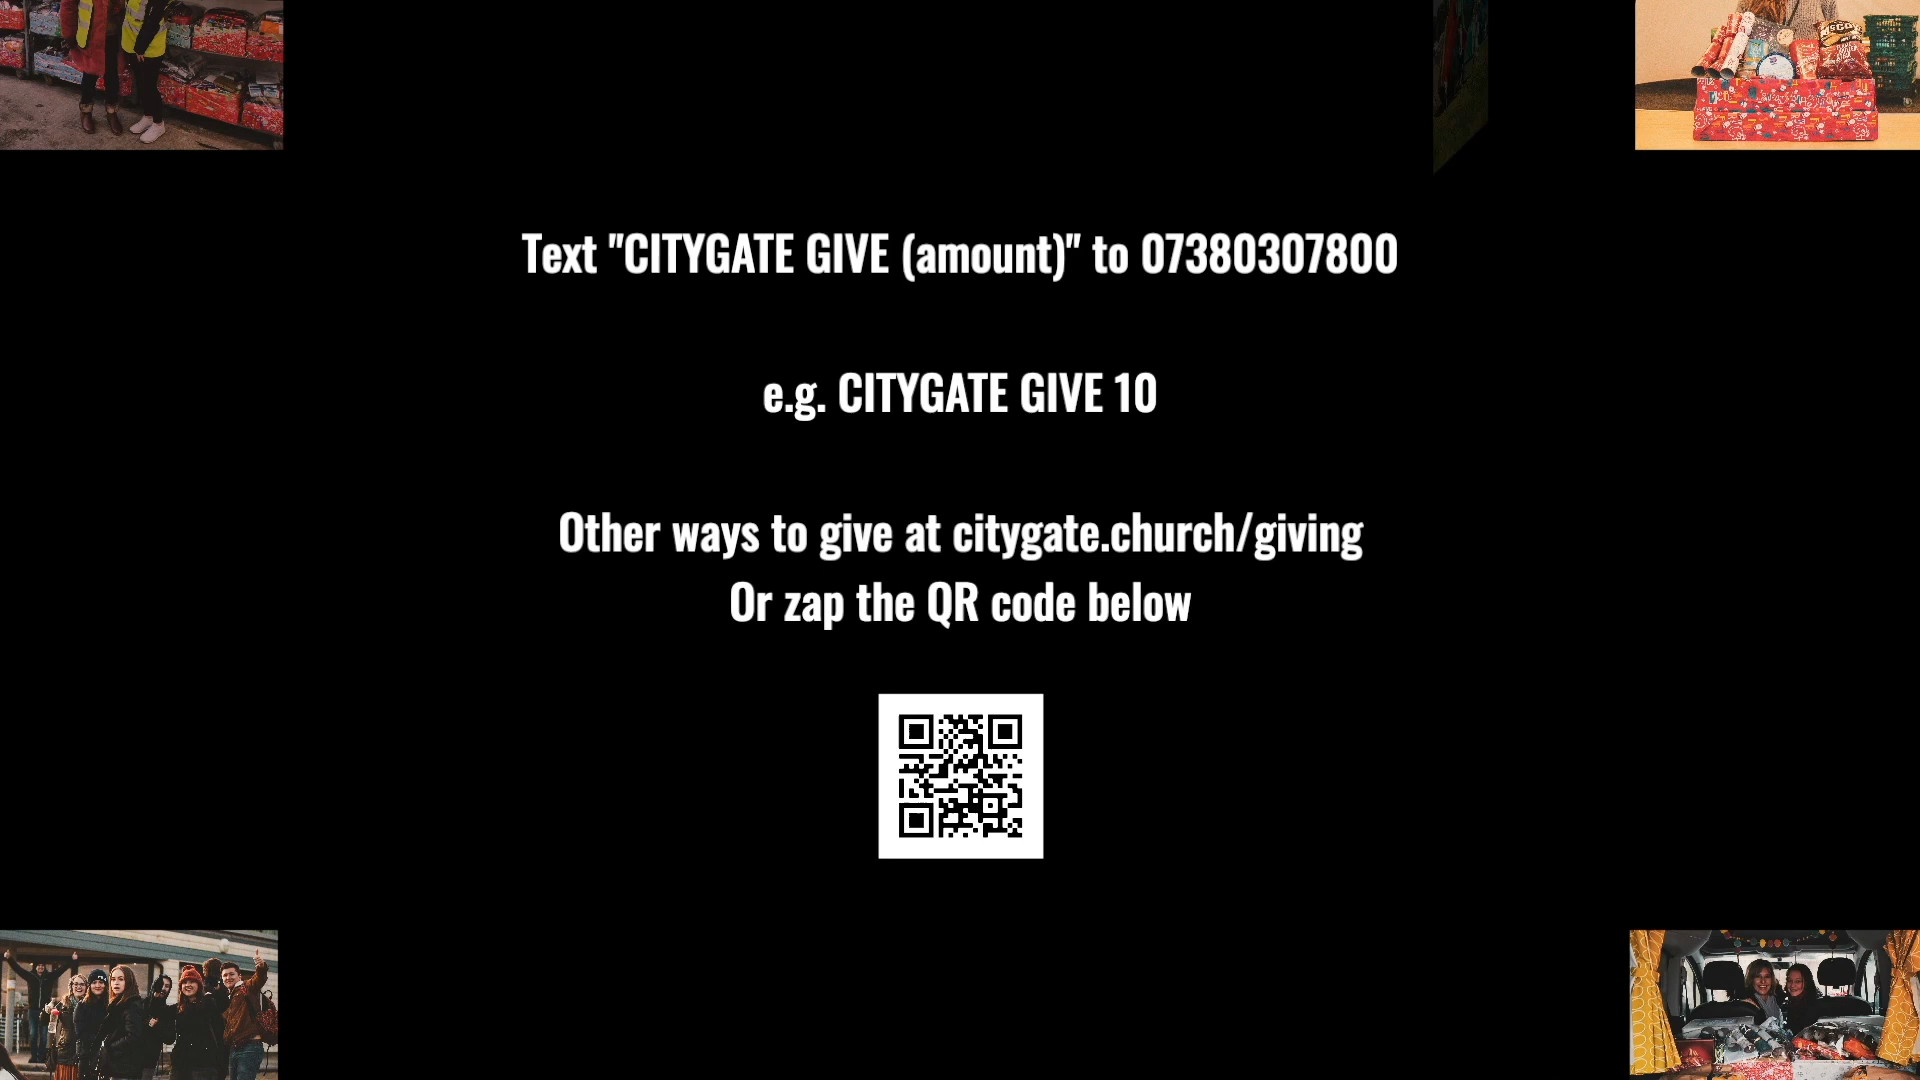 Text "CITYGATE GIVE (amount)" to 07380307800
e.g. CITYGATE GIVE 10
Other ways to give at citygate.church/giving
Or zap the QR code below